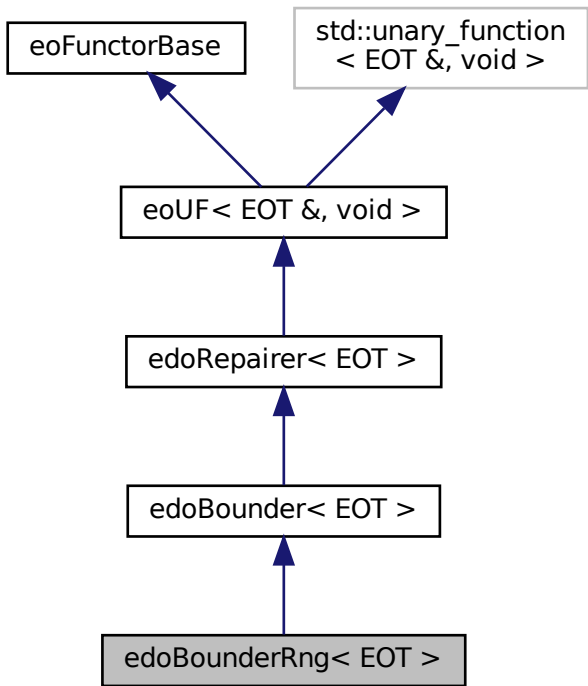 eoFunctorBase
std::unary_function
< EOT &, void >
eoUF< EOT &, void >
edoRepairer< EOT >
edoBounder< EOT >
edoBounderRng< EOT >